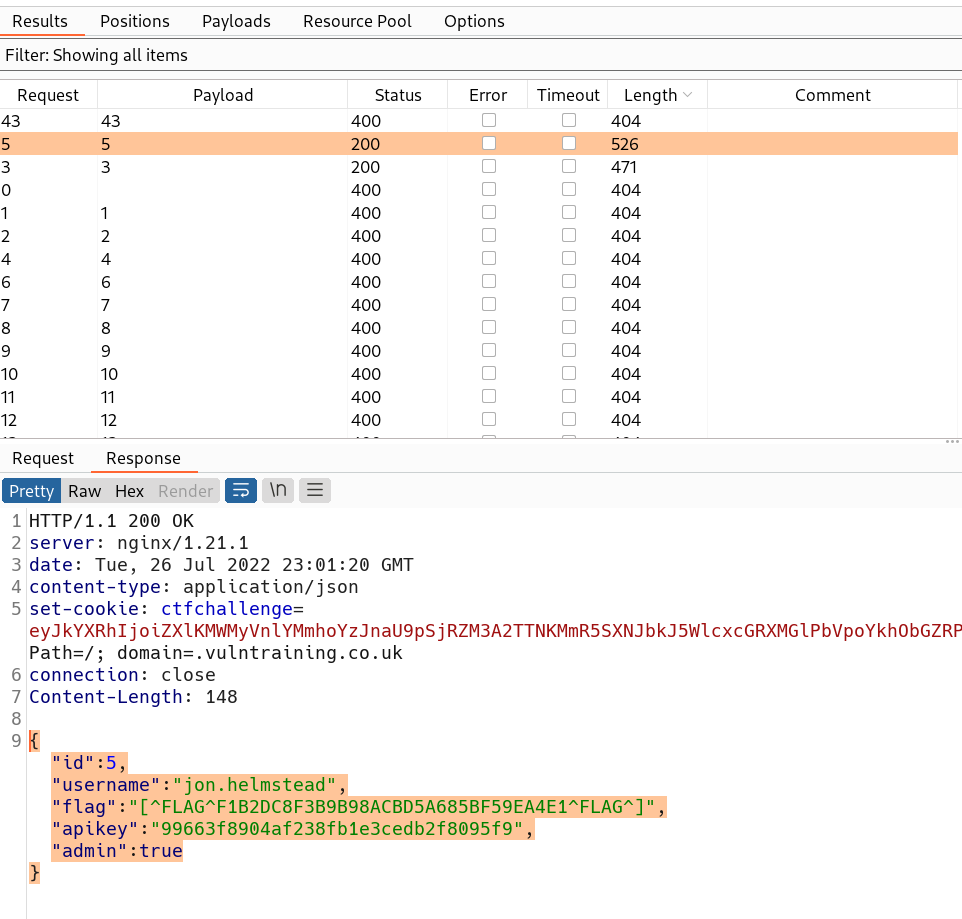 Results Positions Payloads Resource Pool Options
Filter: Showing all items
Request Payload Status Error Timeout Length Comment
43 43 400 404
5 5 200 526
3 3 200 471
0 400 404
1 1 400 404
2 2 400 404
4 4 400 404
6 6 400 404
7 7 400 404
8 8 400 404
9 9 400 404
10 10 400 404
11 11 400 404
12 12 400 404
Request Response
Pretty Raw Hex Render \n
1 HTTP/1.1 200 OK
2 server: nginx/1.21.1
3 date: Tue, 26 Jul 2022 23:01:20 GMT
4 content-type: application/json
5 set-cookie: ctfchallenge=
eyJkYXRhIjoiZXlKMWMyVnlYMmhoYzJnaU9pSjRZM3A2TTNKMmR5SXNJbkJ5WlcxcGRXMGlPbVpoYkhObGZRP
Path=/; domain=.vulntraining.co.uk
6 connection: close
7 Content-Length: 148
8
9 {
"id":5,
"username":"jon.helmstead",
"flag":"[^FLAG^F1B2DC8F3B9B98ACBD5A685BF59EA4E1^FLAG^]",
"apikey":"99663f8904af238fb1e3cedb2f8095f9",
"admin":true
}